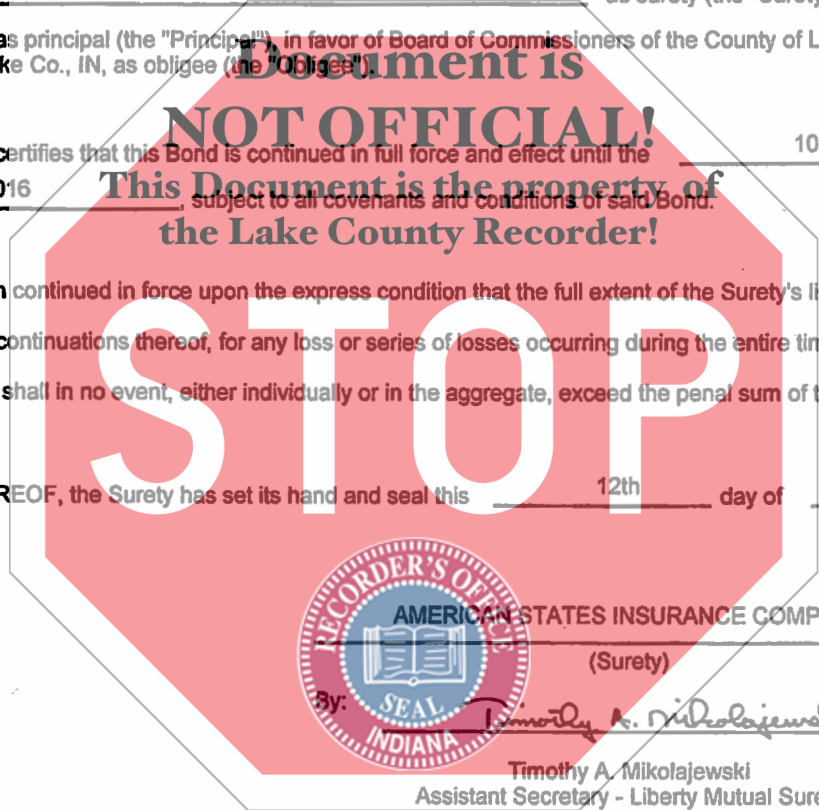 as surety (the "Surety
as principal (the "Principal"), in favor of Board of Commissioners of the County of L
ke Co., IN, as obligee (the "Obligee").
Document is
NOT OFFICIAL!
certifies that this Bond is continued in full force and effect until the 10
016 , subject to all covenants and conditions of said Bond.
This Document is the property of
the Lake County Recorder!
n continued in force upon the express condition that the full extent of the Surety's li
continuations thereof, for any loss or series of losses occurring during the entire tim
shall in no event, either individually or in the aggregate, exceed the penal sum of t
STOP
REOF, the Surety has set its hand and seal this 12th day of
RECORDER'S OFFICE
SEAL
INDIANA
AMERICAN STATES INSURANCE COMP
(Surety)
By: Timothy A. Mikolajews
Timothy A. Mikolajewski
Assistant Secretary - Liberty Mutual Sure